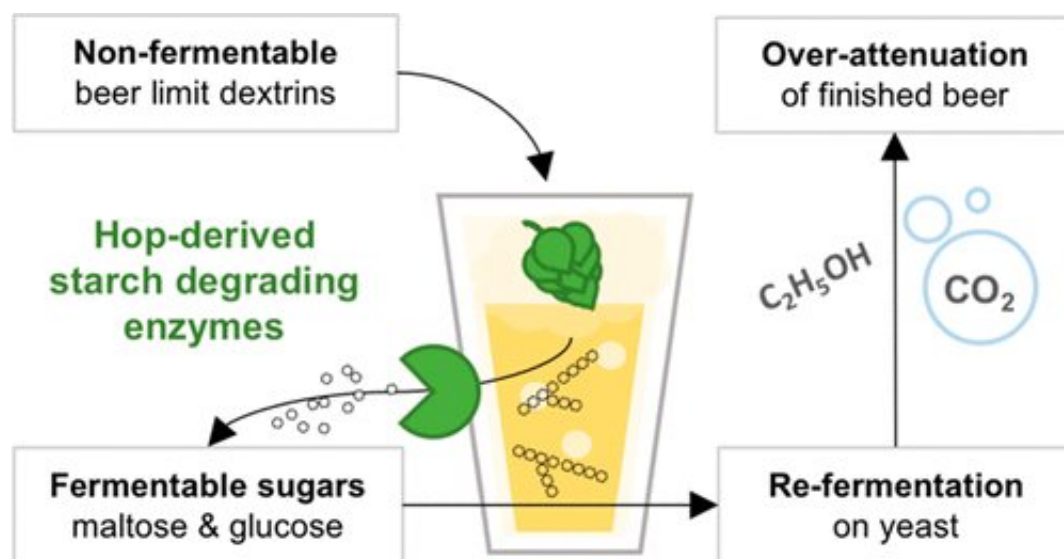 Non-fermentable
beer limit dextrins
Over-attenuation
of finished beer
Hop-derived
starch degrading
enzymes
C₂H₅OH
CO₂
Fermentable sugars
maltose & glucose
Re-fermentation
on yeast